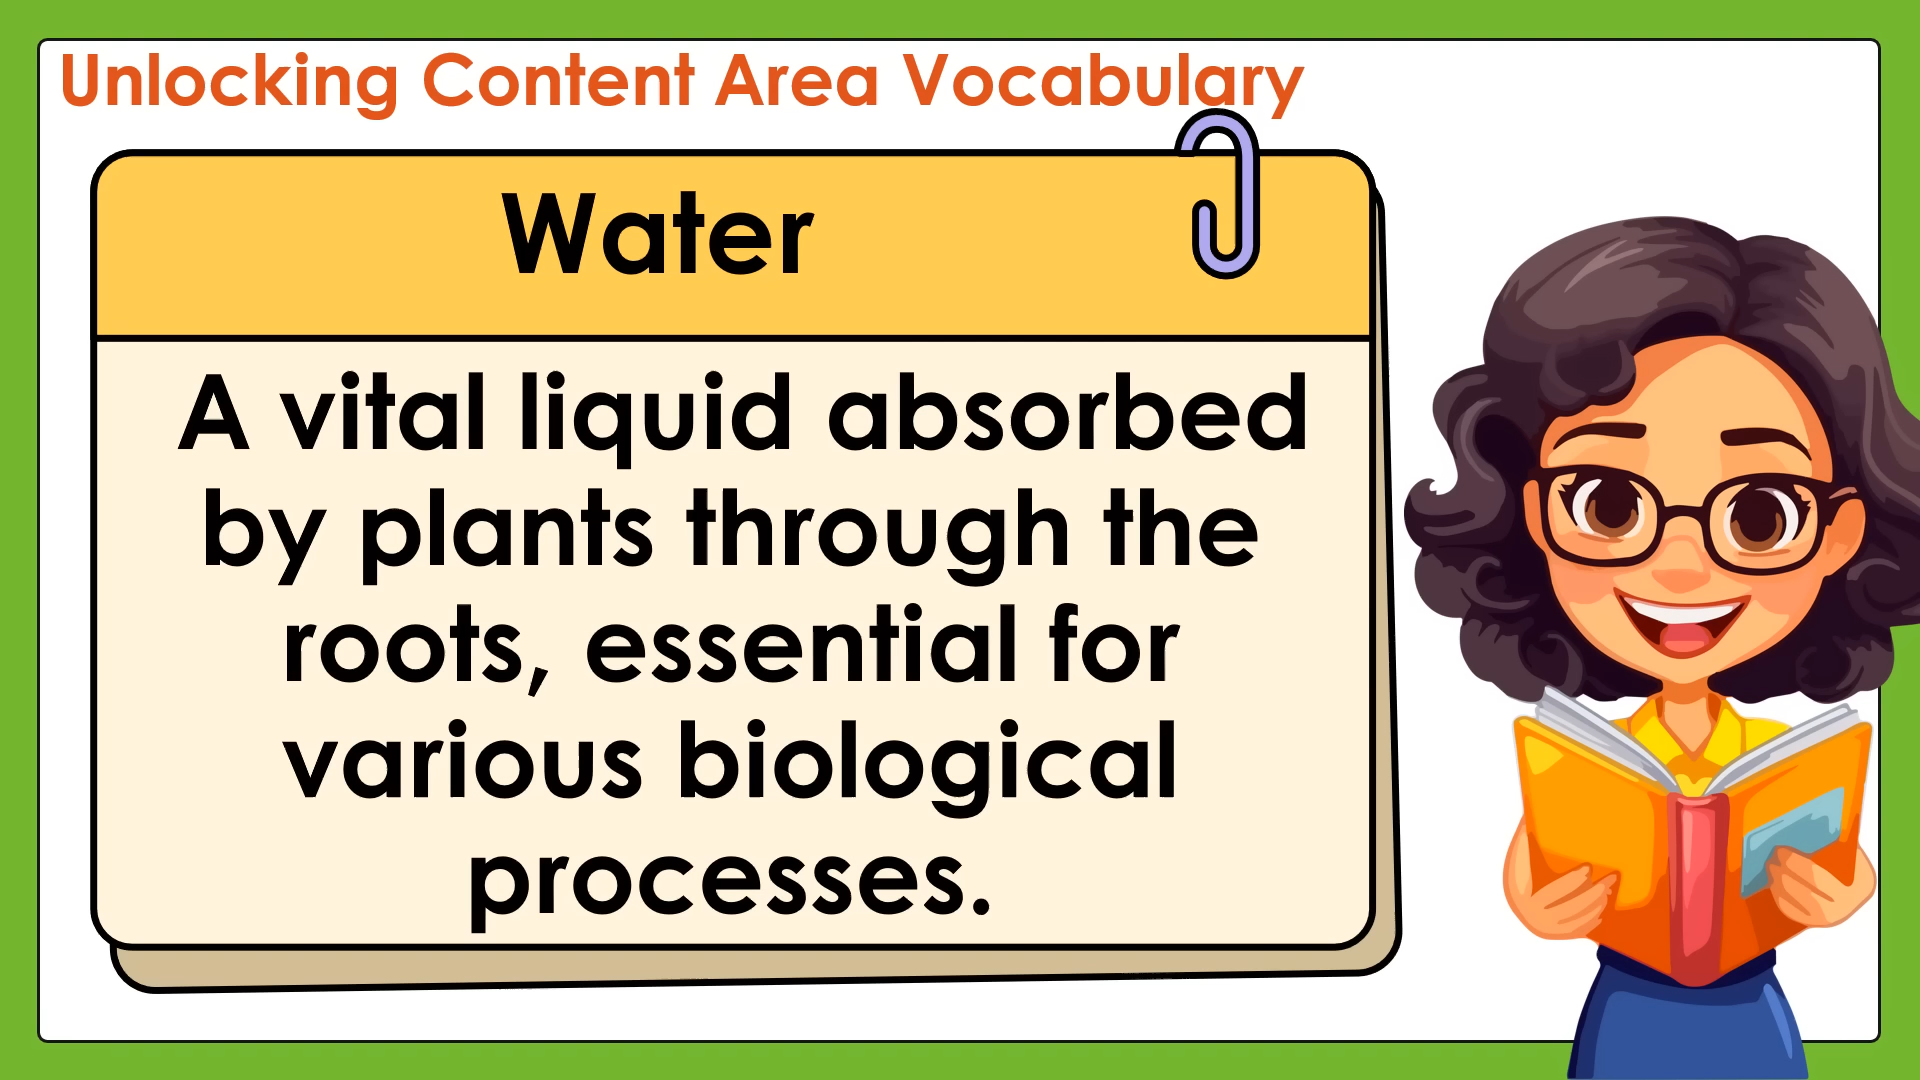 Unlocking Content Area Vocabulary
Water
A vital liquid absorbed
by plants through the
roots, essential for
various biological
processes.